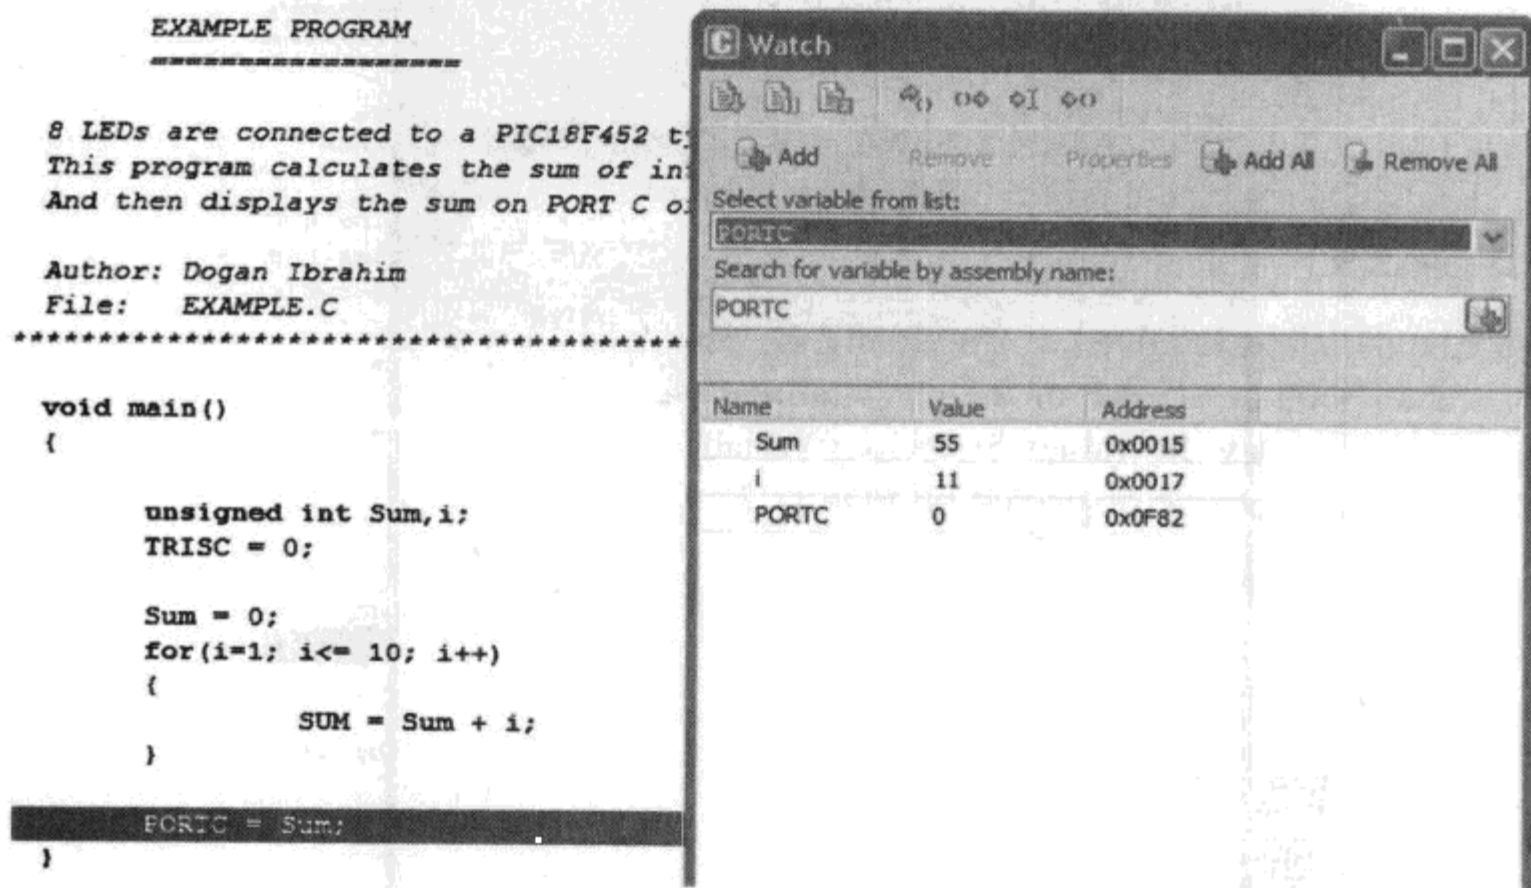 EXAMPLE PROGRAM
==================
8 LEDs are connected to a PIC18F452
This program calculates the sum of
And then displays the sum on PORT C
Author: Dogan Ibrahim
File: EXAMPLE.C
***************************************
void main()
{
unsigned int Sum,i;
TRISC = 0;
Sum = 0;
for(i=1; i<= 10; i++)
{
SUM = Sum + i;
}
PORTC = Sum;
}
Watch
Add Remove Properties Add All Remove All
Select variable from list:
PORTC
Search for variable by assembly name:
PORTC
Name Value Address
Sum 55 0x0015
i 11 0x0017
PORTC 0 0x0F82